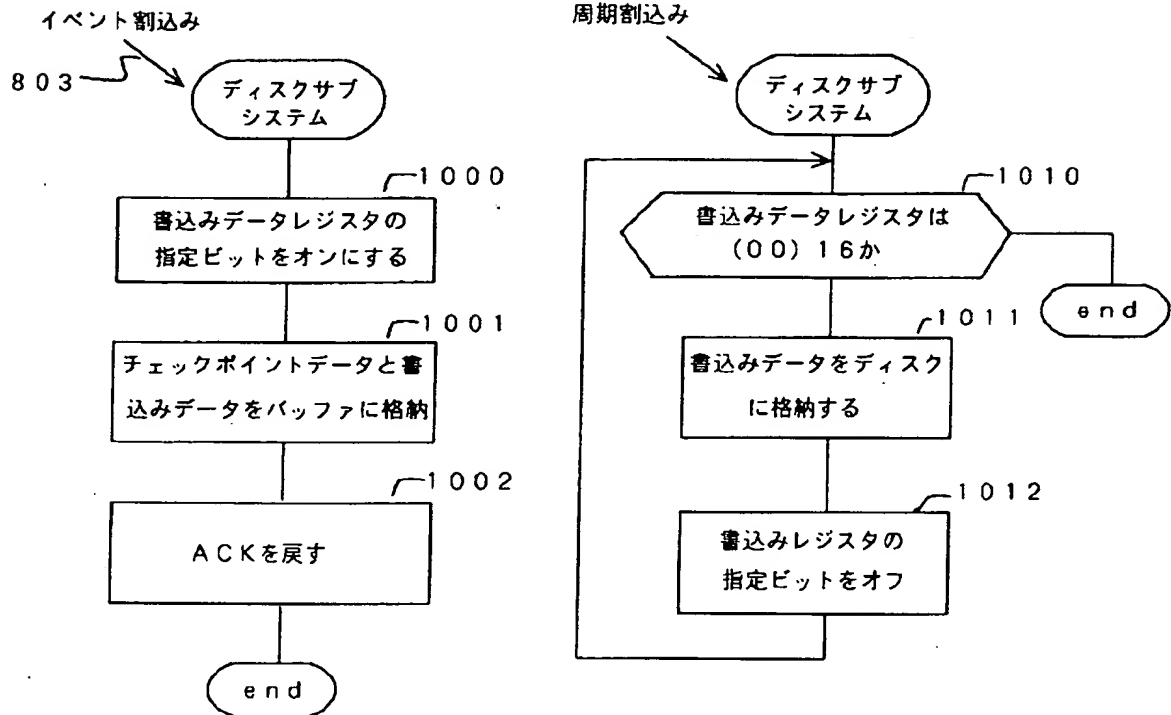 イベント割込み
803
ディスクサブ
システム
1000
書込みデータレジスタの
指定ビットをオンにする
1001
チェックポイントデータと書
込みデータをバッファに格納
1002
ACKを戻す
end
周期割込み
ディスクサブ
システム
1010
書込みデータレジスタは
(00)16か
end
1011
書込みデータをディスク
に格納する
1012
書込みレジスタの
指定ビットをオフ